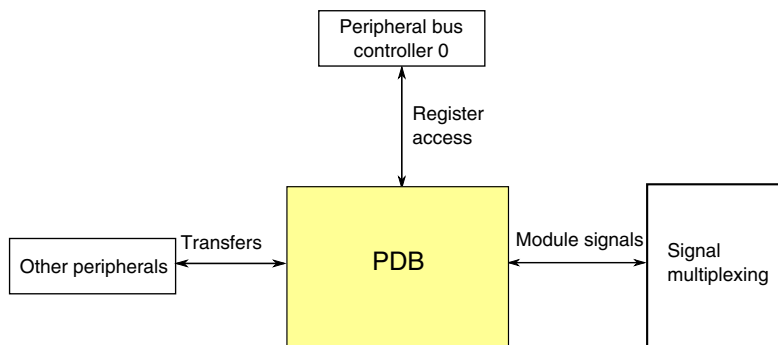 Peripheral bus
controller 0
Register
access
Transfers
Other peripherals
PDB
Module signals
Signal
multiplexing